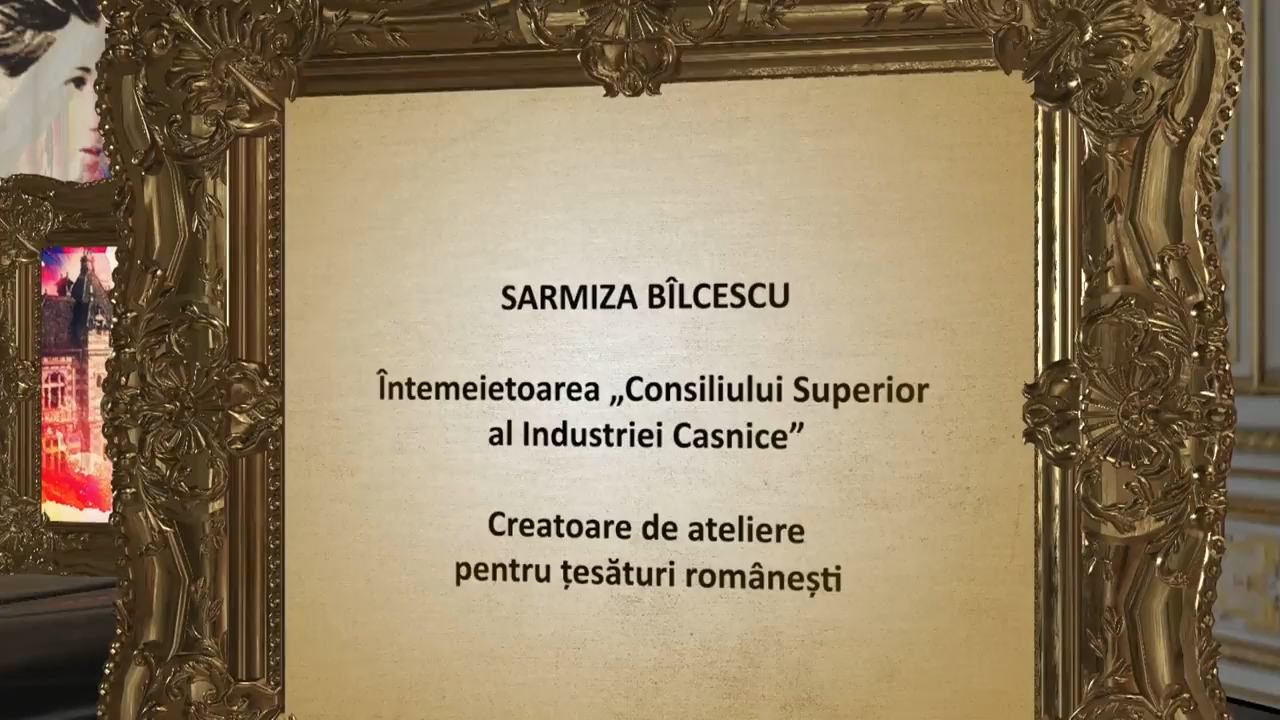 SARMIZA BÎLCESCU
Întemeietoarea „Consiliului Superior
al Industriei Casnice”
Creatoare de ateliere
pentru țesături românești